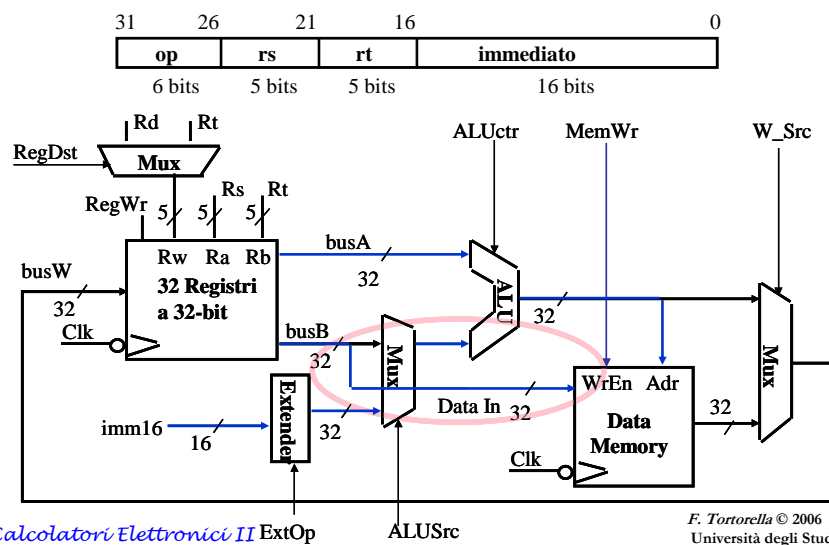 31 26 21 16 0
op rs rt immediato
6 bits 5 bits 5 bits 16 bits
Rd Rt ALUctr MemWr W_Src
RegDst Mux
RegWr 5 5 Rs 5 Rt
busW Rw Ra Rb busA
32 32 Registri 32
a 32-bit ALU 32
Clk busB
32 Mux Mux
WrEn Adr
Data In 32
Extender 32 Data 32
imm16 16 Memory
Clk
Calcolatori Elettronici II ExtOp ALUSrc
F. Tortorella © 2006
Università degli Stud